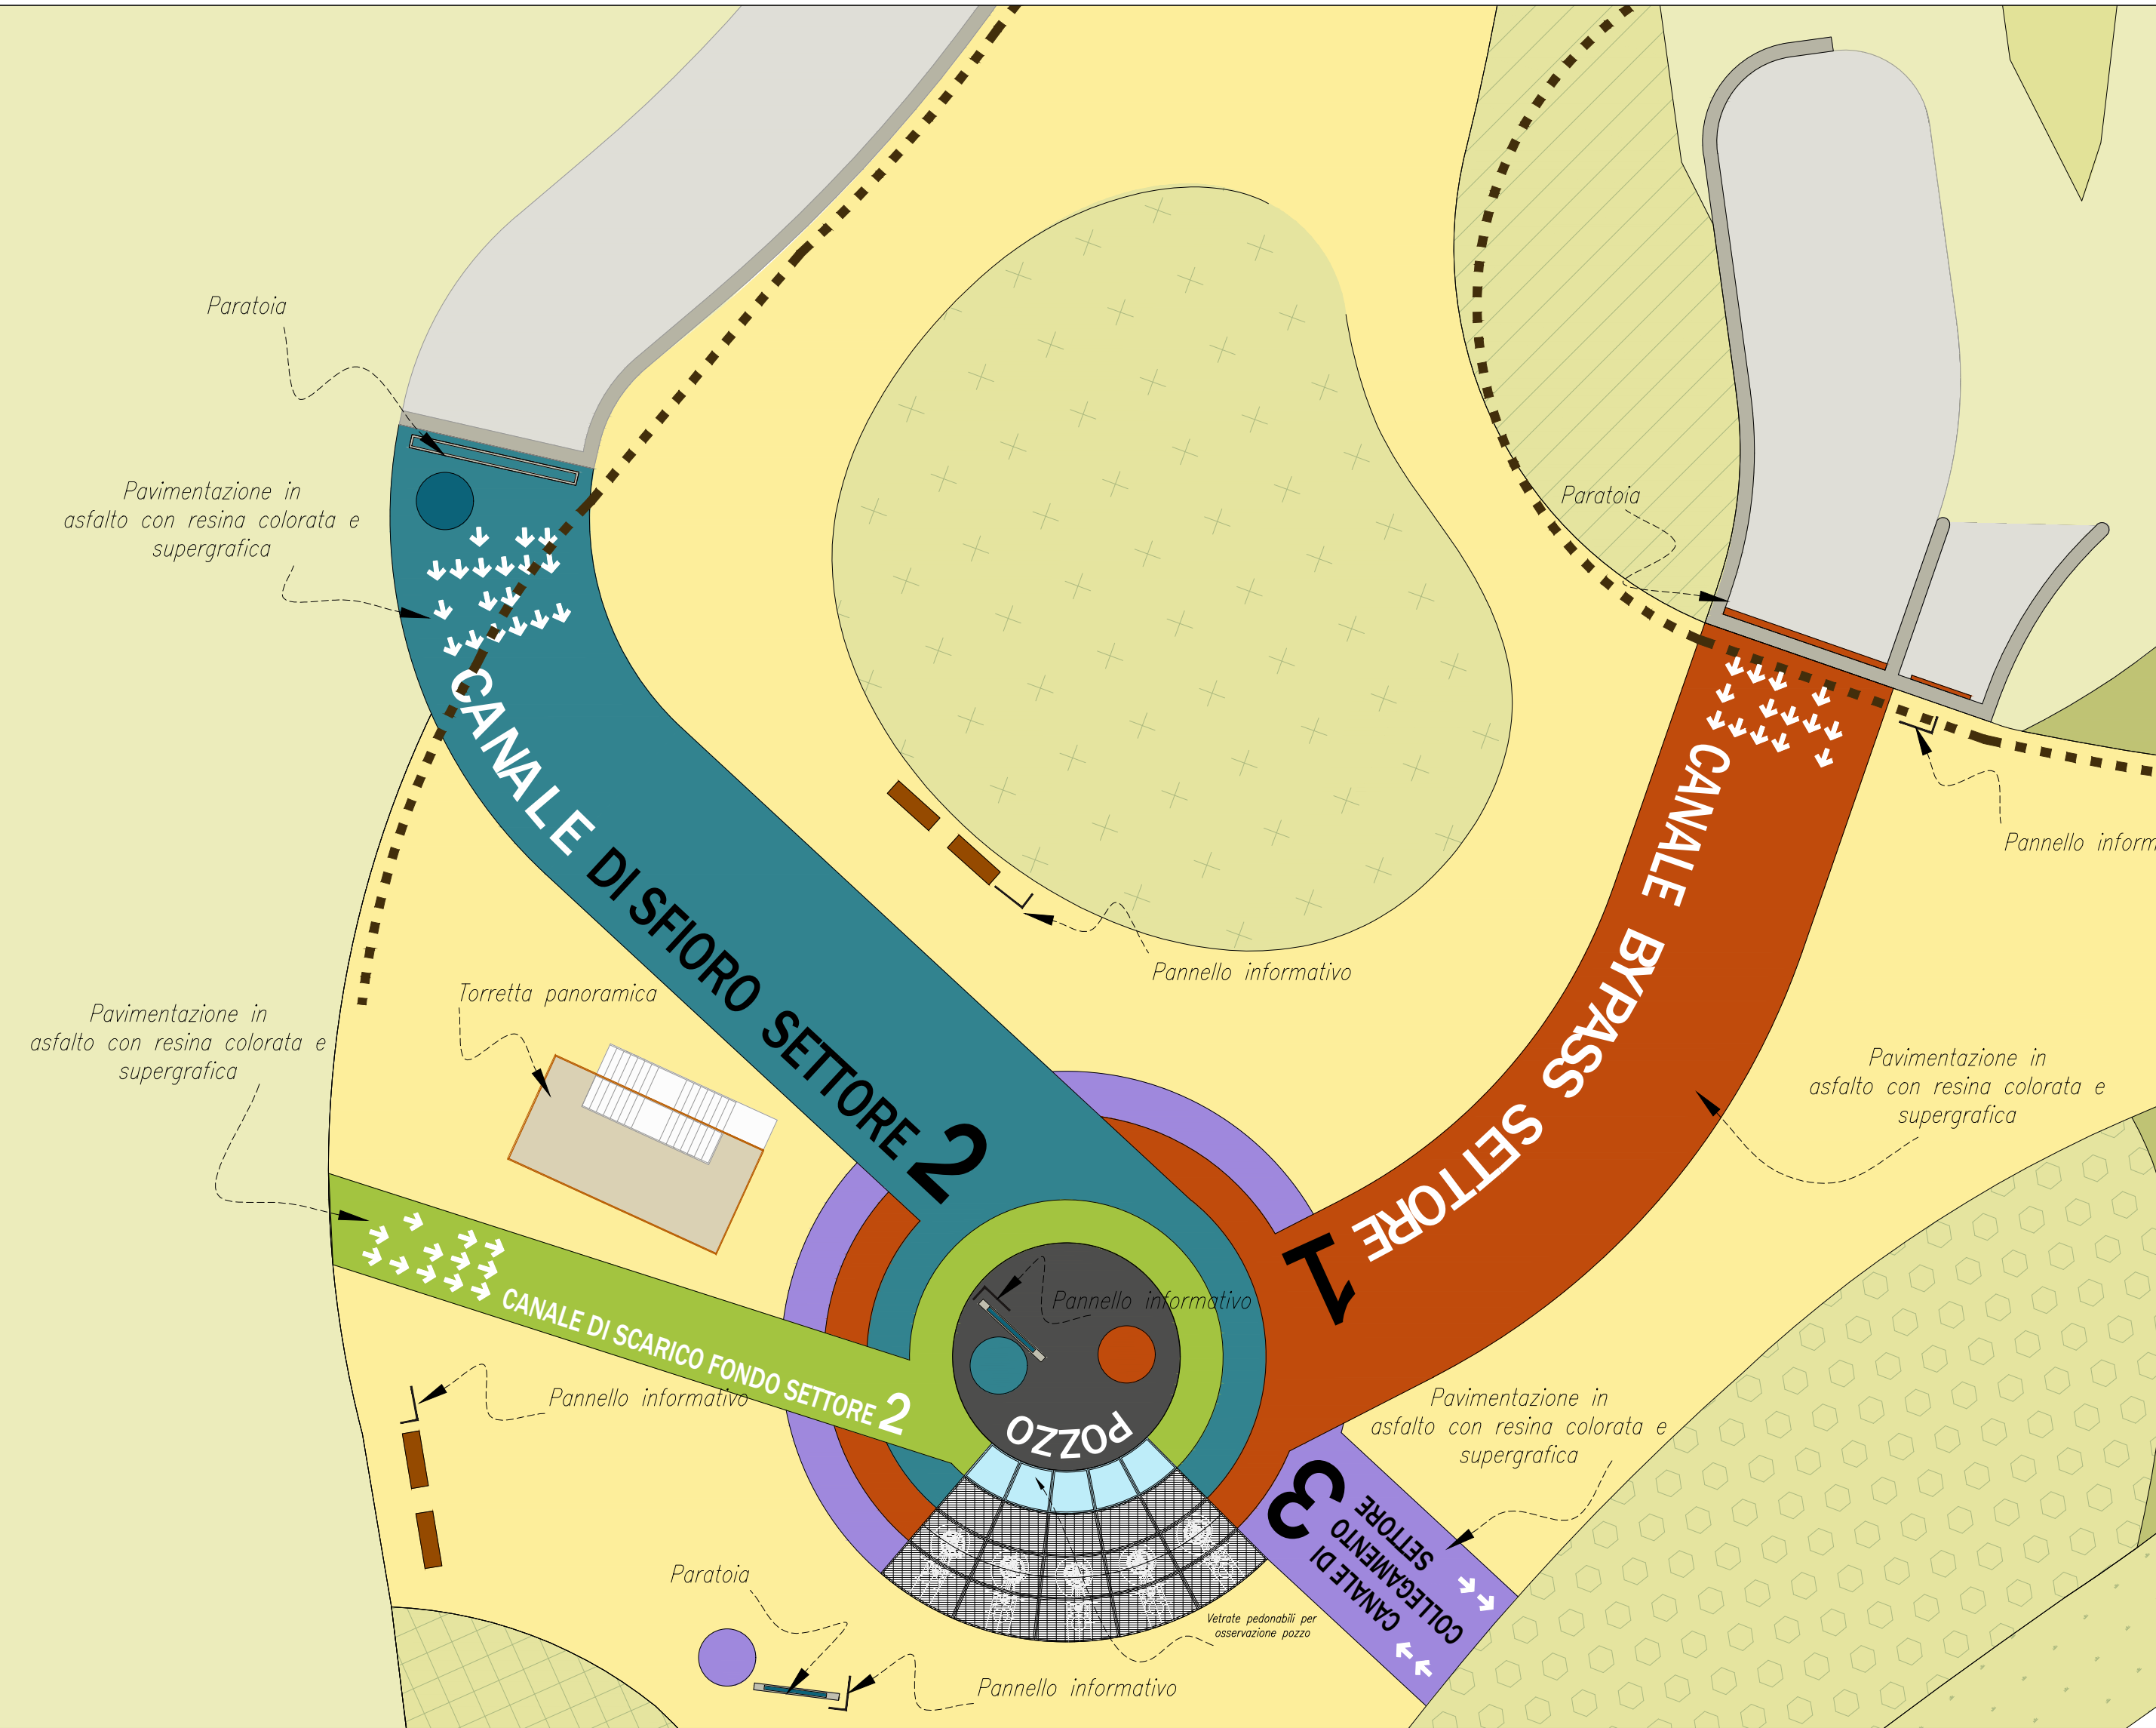 Paratoia
Pavimentazione in
asfalto con resina colorata e
supergrafica
Paratoia
CANALE DI SFIORO SETTORE 2
CANALE BYPASS SETTORE 1
Pannello inform
Pannello informativo
Torretta panoramica
Pavimentazione in
asfalto con resina colorata e
supergrafica
Pavimentazione in
asfalto con resina colorata e
supergrafica
Pannello informativo
CANALE DI SCARICO FONDO SETTORE 2
Pannello informativo
POZZO
Pavimentazione in
asfalto con resina colorata e
supergrafica
3
CANALE DI
COLLEGAMENTO
SETTORE
Paratoia
Vetrate pedonabili per
osservazione pozzo
Pannello informativo